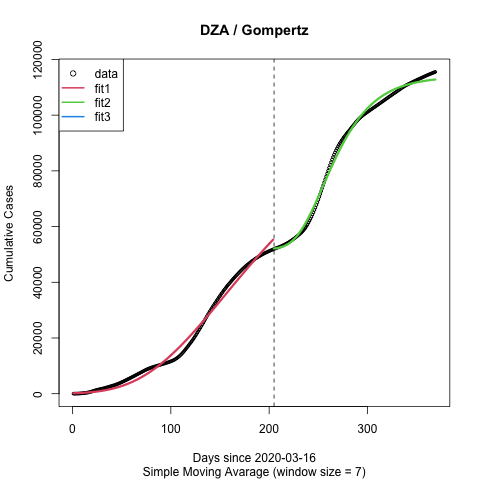 DZA / Gompertz
data
fit1
fit2
fit3
Cumulative Cases
0
20000
40000
60000
80000
100000
120000
0
100
200
300
Days since 2020-03-16
Simple Moving Avarage (window size = 7)